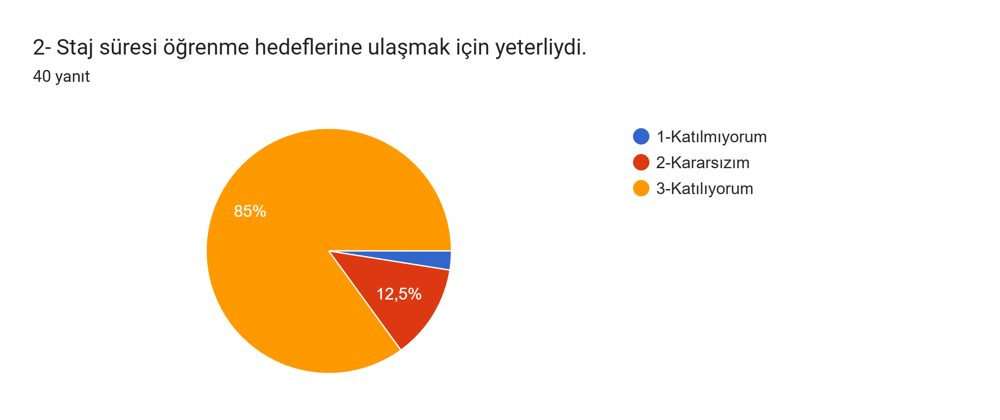 2- Staj süresi öğrenme hedeflerine ulaşmak için yeterliydi.
40 yanıt
1-Katılmıyorum
2-Kararsızım
3-Katılıyorum
85%
12,5%